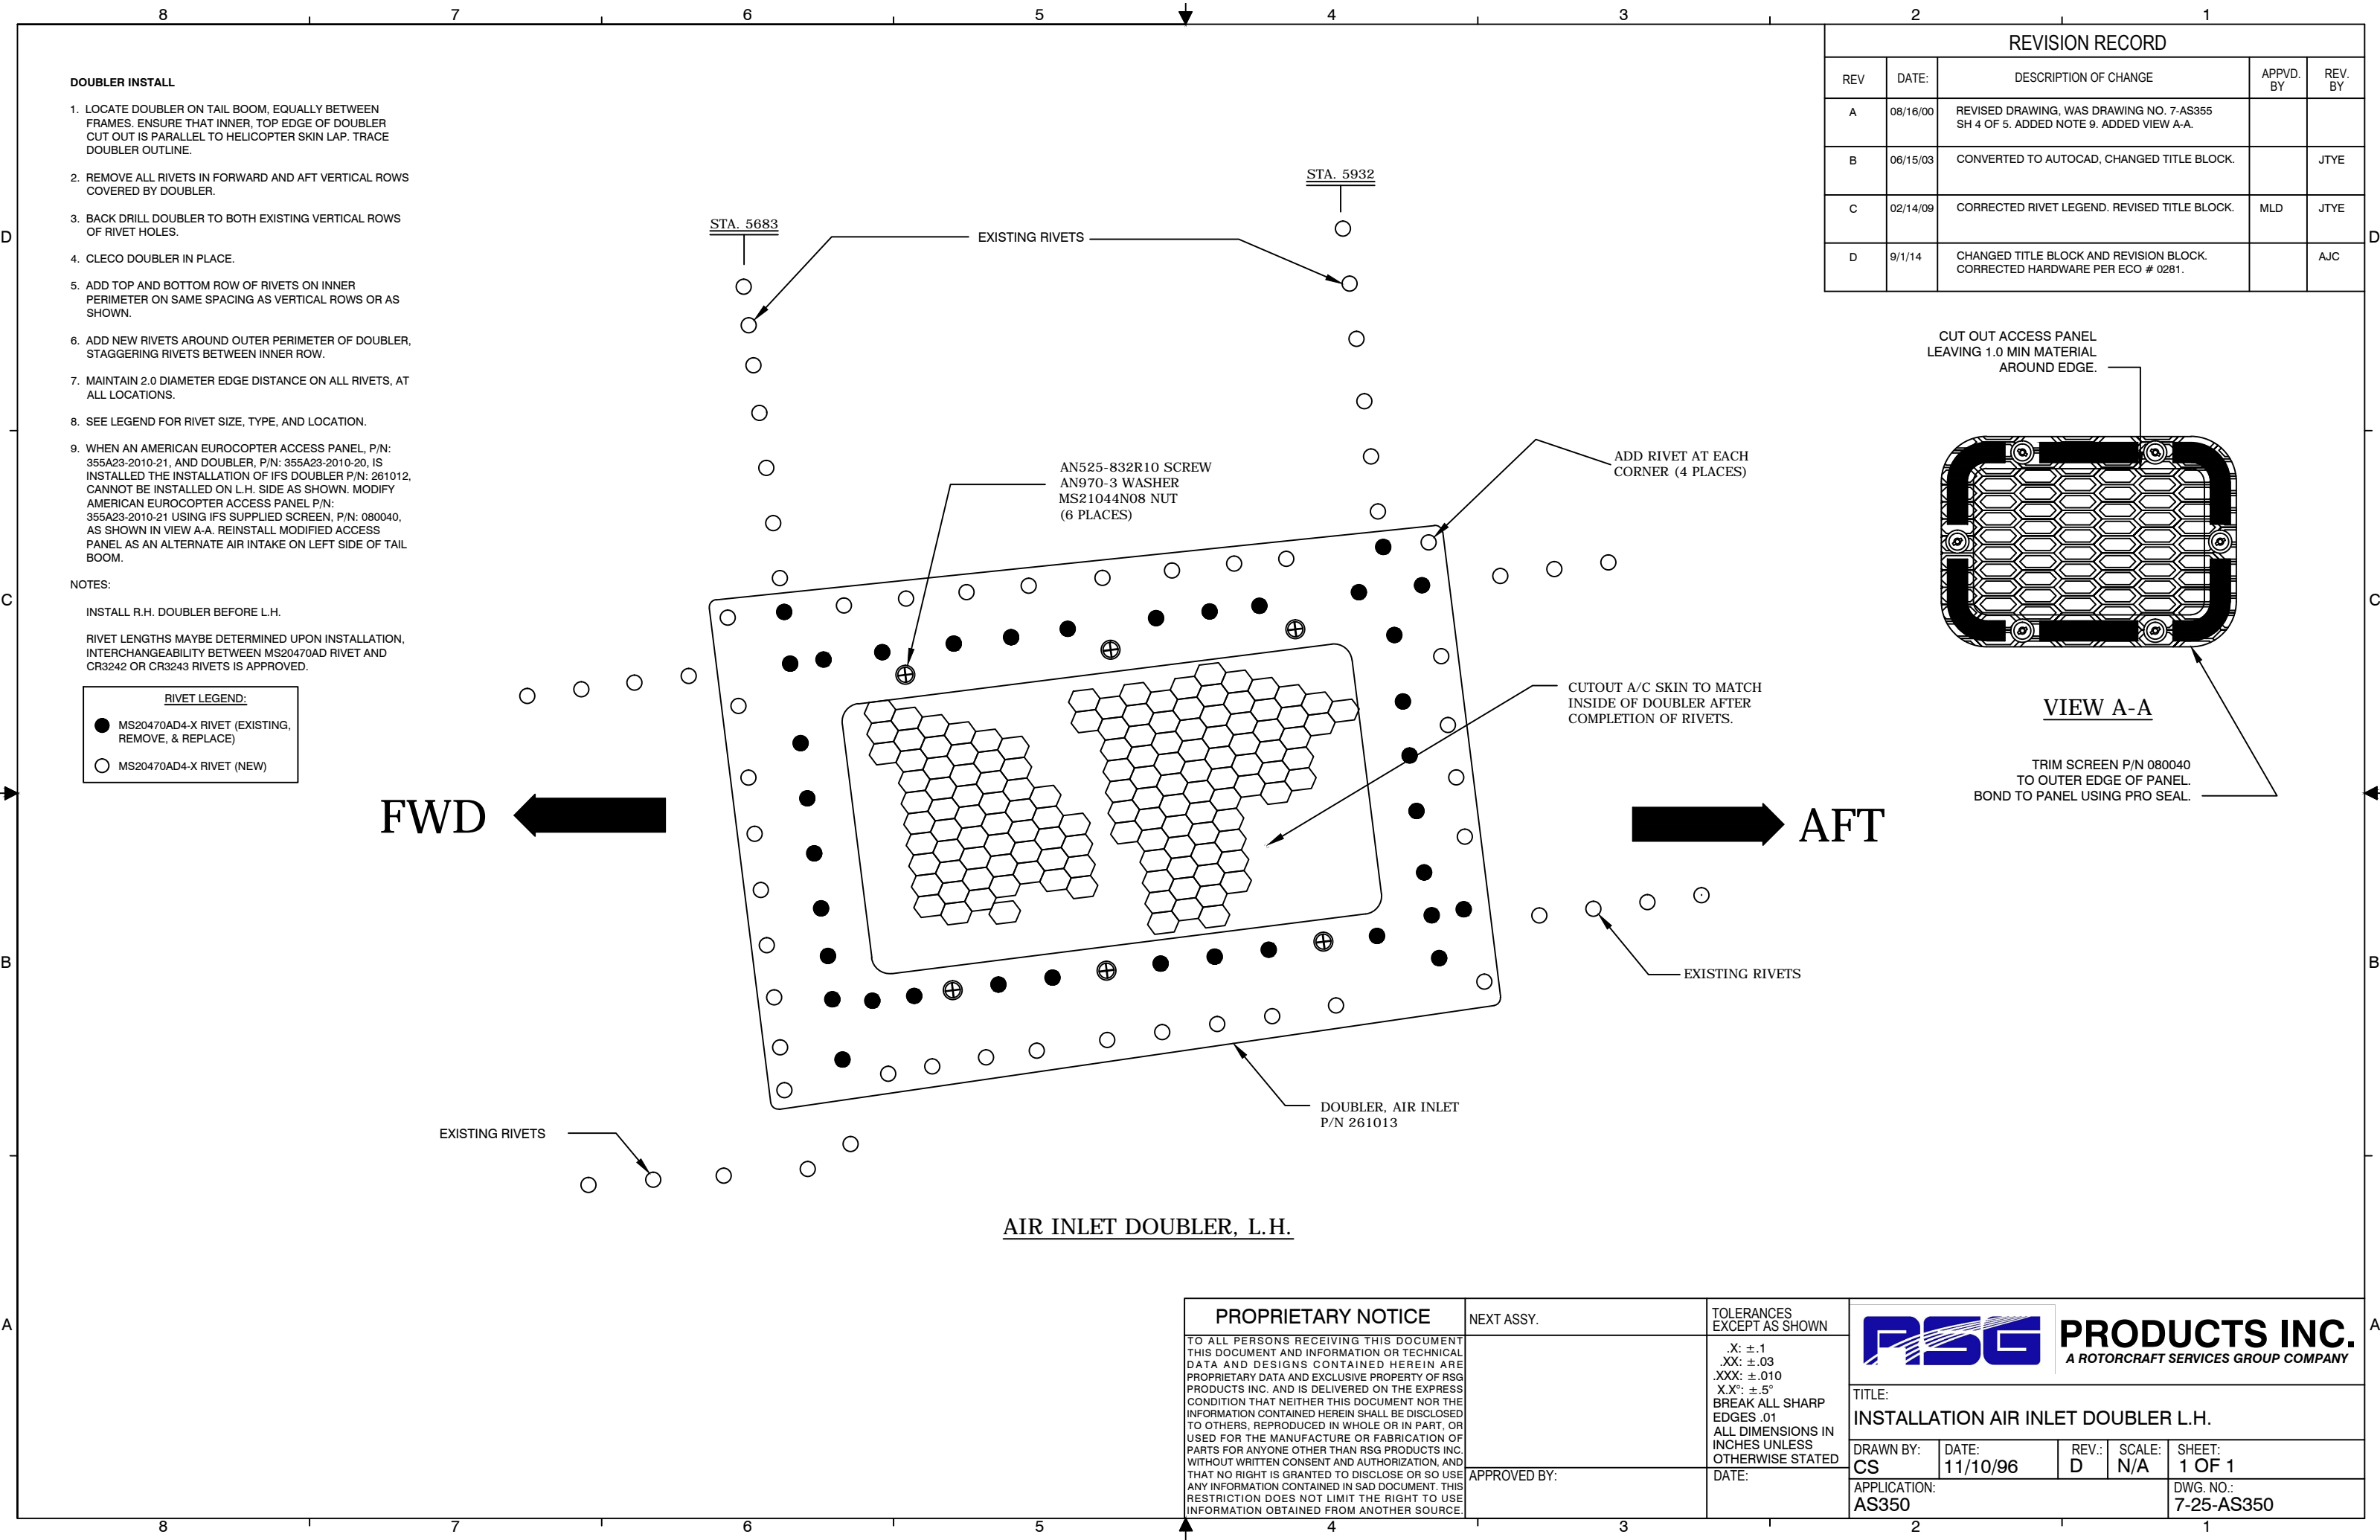 8 7 6 5 4 3 2 1
DOUBLER INSTALL
1. LOCATE DOUBLER ON TAIL BOOM, EQUALLY BETWEEN
FRAMES. ENSURE THAT INNER, TOP EDGE OF DOUBLER
CUT OUT IS PARALLEL TO HELICOPTER SKIN LAP. TRACE
DOUBLER OUTLINE.
2. REMOVE ALL RIVETS IN FORWARD AND AFT VERTICAL ROWS
COVERED BY DOUBLER.
3. BACK DRILL DOUBLER TO BOTH EXISTING VERTICAL ROWS
OF RIVET HOLES.
4. CLECO DOUBLER IN PLACE.
5. ADD TOP AND BOTTOM ROW OF RIVETS ON INNER
PERIMETER ON SAME SPACING AS VERTICAL ROWS OR AS
SHOWN.
6. ADD NEW RIVETS AROUND OUTER PERIMETER OF DOUBLER,
STAGGERING RIVETS BETWEEN INNER ROW.
7. MAINTAIN 2.0 DIAMETER EDGE DISTANCE ON ALL RIVETS, AT
ALL LOCATIONS.
8. SEE LEGEND FOR RIVET SIZE, TYPE, AND LOCATION.
9. WHEN AN AMERICAN EUROCOPTER ACCESS PANEL, P/N:
355A23-2010-21, AND DOUBLER, P/N: 355A23-2010-20, IS
INSTALLED THE INSTALLATION OF IFS DOUBLER P/N: 261012,
CANNOT BE INSTALLED ON L.H. SIDE AS SHOWN. MODIFY
AMERICAN EUROCOPTER ACCESS PANEL P/N:
355A23-2010-21 USING IFS SUPPLIED SCREEN, P/N: 080040,
AS SHOWN IN VIEW A-A. REINSTALL MODIFIED ACCESS
PANEL AS AN ALTERNATE AIR INTAKE ON LEFT SIDE OF TAIL
BOOM.
NOTES:
INSTALL R.H. DOUBLER BEFORE L.H.
RIVET LENGTHS MAYBE DETERMINED UPON INSTALLATION,
INTERCHANGEABILITY BETWEEN MS20470AD RIVET AND
CR3242 OR CR3243 RIVETS IS APPROVED.
RIVET LEGEND:
MS20470AD4-X RIVET (EXISTING,
REMOVE, & REPLACE)
MS20470AD4-X RIVET (NEW)
REVISION RECORD
REV DATE: DESCRIPTION OF CHANGE APPVD. BY REV. BY
A 08/16/00 REVISED DRAWING, WAS DRAWING NO. 7-AS355
SH 4 OF 5. ADDED NOTE 9. ADDED VIEW A-A.
B 06/15/03 CONVERTED TO AUTOCAD, CHANGED TITLE BLOCK. JTYE
C 02/14/09 CORRECTED RIVET LEGEND. REVISED TITLE BLOCK. MLD JTYE
D 9/1/14 CHANGED TITLE BLOCK AND REVISION BLOCK.
CORRECTED HARDWARE PER ECO # 0281. AJC
STA. 5683
STA. 5932
EXISTING RIVETS
AN525-832R10 SCREW
AN970-3 WASHER
MS21044N08 NUT
(6 PLACES)
ADD RIVET AT EACH
CORNER (4 PLACES)
CUT OUT ACCESS PANEL
LEAVING 1.0 MIN MATERIAL
AROUND EDGE.
CUTOUT A/C SKIN TO MATCH
INSIDE OF DOUBLER AFTER
COMPLETION OF RIVETS.
VIEW A-A
TRIM SCREEN P/N 080040
TO OUTER EDGE OF PANEL.
BOND TO PANEL USING PRO SEAL.
FWD
AFT
EXISTING RIVETS
DOUBLER, AIR INLET
P/N 261013
EXISTING RIVETS
AIR INLET DOUBLER, L.H.
D
C
B
A
D
C
B
A
PROPRIETARY NOTICE
TO ALL PERSONS RECEIVING THIS DOCUMENT
THIS DOCUMENT AND INFORMATION OR TECHNICAL
DATA AND DESIGNS CONTAINED HEREIN ARE
PROPRIETARY DATA AND EXCLUSIVE PROPERTY OF RSG
PRODUCTS INC. AND IS DELIVERED ON THE EXPRESS
CONDITION THAT NEITHER THIS DOCUMENT NOR THE
INFORMATION CONTAINED HEREIN SHALL BE DISCLOSED
TO OTHERS, REPRODUCED IN WHOLE OR IN PART, OR
USED FOR THE MANUFACTURE OR FABRICATION OF
PARTS FOR ANYONE OTHER THAN RSG PRODUCTS INC.
WITHOUT WRITTEN CONSENT AND AUTHORIZATION, AND
THAT NO RIGHT IS GRANTED TO DISCLOSE OR SO USE
ANY INFORMATION CONTAINED IN SAD DOCUMENT. THIS
RESTRICTION DOES NOT LIMIT THE RIGHT TO USE
INFORMATION OBTAINED FROM ANOTHER SOURCE.
NEXT ASSY.
APPROVED BY:
TOLERANCES
EXCEPT AS SHOWN
.X: ±.1
.XX: ±.03
.XXX: ±.010
X.X°: ±.5°
BREAK ALL SHARP
EDGES .01
ALL DIMENSIONS IN
INCHES UNLESS
OTHERWISE STATED
DATE:
RSG PRODUCTS INC.
A ROTORCRAFT SERVICES GROUP COMPANY
TITLE:
INSTALLATION AIR INLET DOUBLER L.H.
DRAWN BY: DATE: REV.: SCALE: SHEET:
CS 11/10/96 D N/A 1 OF 1
APPLICATION: DWG. NO.:
AS350 7-25-AS350
8 7 6 5 4 3 2 1